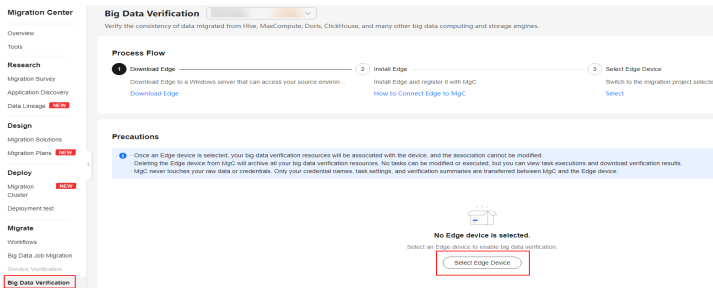 Migration Center
Overview
Tools
Research
Migration Survey
Application Discovery
Data Lineage NEW
Design
Migration Solutions
Migration Plans NEW
Deploy
Migration Cluster NEW
Deployment test
Migrate
Workflows
Big Data Job Migration
Service Verification
Big Data Verification
Big Data Verification
Verify the consistency of data migrated from Hive, MaxCompute, Doris, ClickHouse, and many other big data computing and storage engines.
Process Flow
1 Download Edge
Download Edge to a Windows server that can access your source environ...
Download Edge
2 Install Edge
Install Edge and register it with MgC.
How to Connect Edge to MgC
3 Select Edge Device
Switch to the migration project selecte
Select
Precautions
· Once an Edge device is selected, your big data verification resources will be associated with the device, and the association cannot be modified.
· Deleting the Edge device from MgC will archive all your big data verification resources. No tasks can be modified or executed, but you can view task executions and download verification results.
· MgC never touches your raw data or credentials. Only your credential names, task settings, and verification summaries are transferred between MgC and the Edge device.
No Edge device is selected.
Select an Edge device to enable big data verification.
Select Edge Device